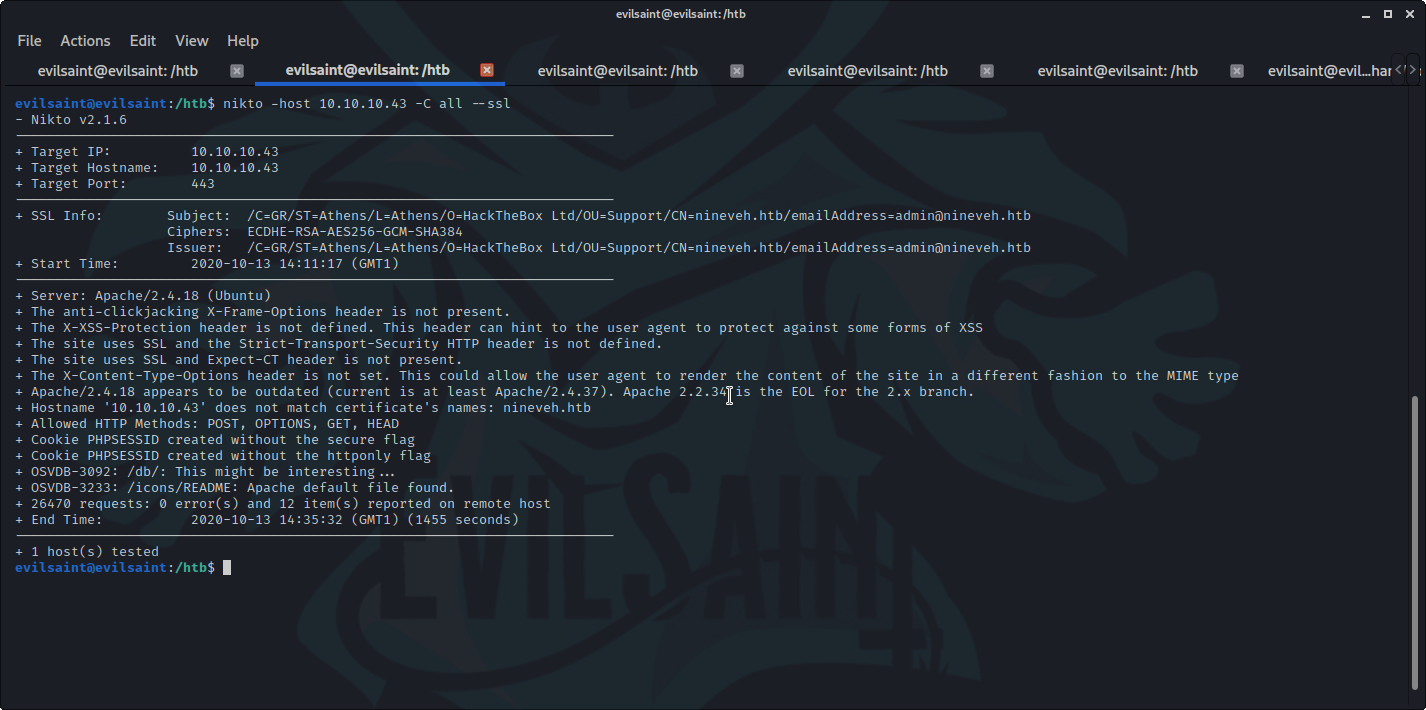 evilsaint@evilsaint: /htb
File Actions Edit View Help
evilsaint@evilsaint: /htb evilsaint@evilsaint: /htb evilsaint@evilsaint: /htb evilsaint@evilsaint: /htb evilsaint@evilsaint: /htb evilsaint@evil...har
evilsaint@evilsaint:/htb$ nikto -host 10.10.10.43 -C all --ssl
- Nikto v2.1.6
+ Target IP: 10.10.10.43
+ Target Hostname: 10.10.10.43
+ Target Port: 443
+ SSL Info: Subject: /C=GR/ST=Athens/L=Athens/O=HackTheBox Ltd/OU=Support/CN=nineveh.htb/emailAddress=admin@nineveh.htb
Ciphers: ECDHE-RSA-AES256-GCM-SHA384
Issuer: /C=GR/ST=Athens/L=Athens/O=HackTheBox Ltd/OU=Support/CN=nineveh.htb/emailAddress=admin@nineveh.htb
+ Start Time: 2020-10-13 14:11:17 (GMT1)
+ Server: Apache/2.4.18 (Ubuntu)
+ The anti-clickjacking X-Frame-Options header is not present.
+ The X-XSS-Protection header is not defined. This header can hint to the user agent to protect against some forms of XSS
+ The site uses SSL and the Strict-Transport-Security HTTP header is not defined.
+ The site uses SSL and Expect-CT header is not present.
+ The X-Content-Type-Options header is not set. This could allow the user agent to render the content of the site in a different fashion to the MIME type
+ Apache/2.4.18 appears to be outdated (current is at least Apache/2.4.37). Apache 2.2.34 is the EOL for the 2.x branch.
+ Hostname '10.10.10.43' does not match certificate's names: nineveh.htb
+ Allowed HTTP Methods: POST, OPTIONS, GET, HEAD
+ Cookie PHPSESSID created without the secure flag
+ Cookie PHPSESSID created without the httponly flag
+ OSVDB-3092: /db/: This might be interesting...
+ OSVDB-3233: /icons/README: Apache default file found.
+ 26470 requests: 0 error(s) and 12 item(s) reported on remote host
+ End Time: 2020-10-13 14:35:32 (GMT1) (1455 seconds)
+ 1 host(s) tested
evilsaint@evilsaint:/htb$
EVILSAINT